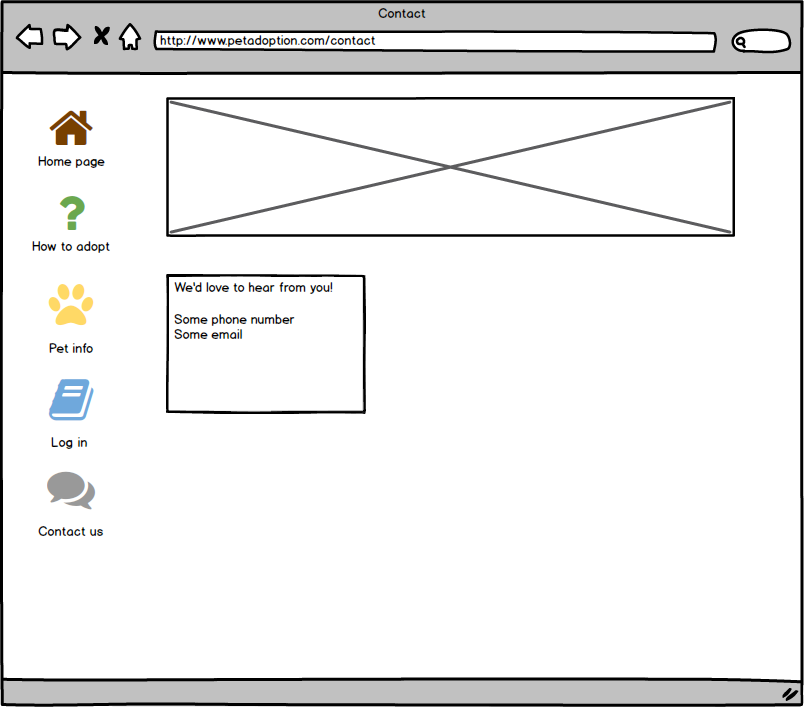 Contact
http://www.petadoption.com/contact
Home page
How to adopt
Pet info
Log in
Contact us
We'd love to hear from you!
Some phone number
Some email